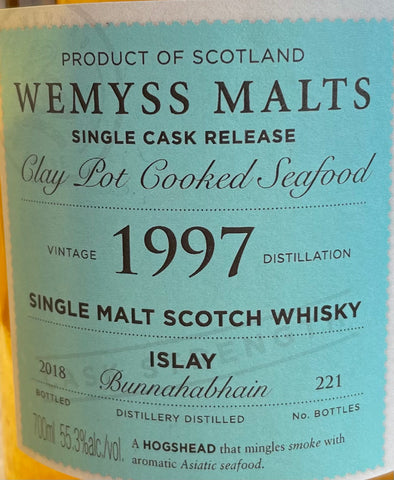 PRODUCT OF SCOTLAND
WEMYSS MALTS
SINGLE CASK RELEASE
Clay Pot Cooked Seafood
VINTAGE 1997 DISTILLATION
SINGLE MALT SCOTCH WHISKY
CASK STRENGTH
ISLAY
2018 Bunnahabhain 221
BOTTLED DISTILLERY DISTILLED No. BOTTLES
700ml 55.3%alc./vol.
A HOGSHEAD that mingles smoke with
aromatic Asiatic seafood.